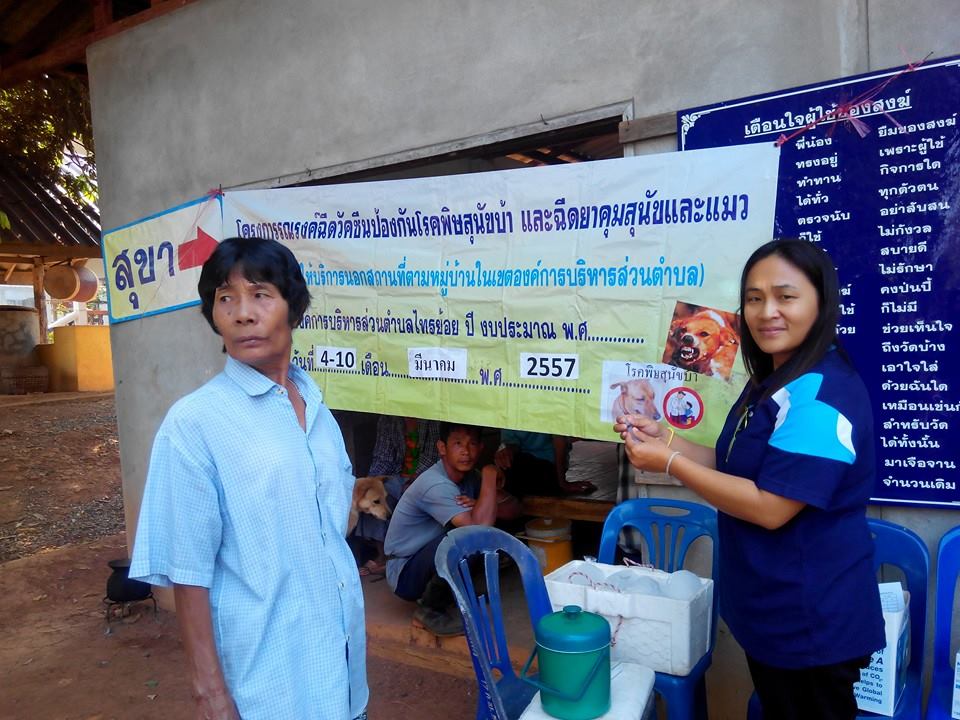 สุขา
โครงการรณรงค์ฉีดวัคซีนป้องกันโรคพิษสุนัขบ้า และฉีดยาคุมสุนัขและแมว
ให้บริการนอกสถานที่ตามหมู่บ้านในเขตองค์การบริหารส่วนตำบล)
องค์การบริหารส่วนตำบลไทรย้อย ปี งบประมาณ พ.ศ.............
วันที่ 4-10 เดือน มีนาคม พ.ศ. 2557
โรคพิษสุนัขบ้า
เตือนใจผู้ใช้ของสงฆ์
พี่น้อง ยืมของสงฆ์
ทรงอยู่ เพราะผู้ใช้
ทำทาน กิจการใด
ได้ทั่ว ทุกตัวตน
ตรวจนับ อย่าสับสน
ไม่กังวล
สบายดี
ไม่รักษา
คงป่นปี้
ก็ไม่มี
ช่วยเห็นใจ
ถึงวัดบ้าง
เอาใจใส่
ด้วยฉันใด
สำหรับวัด
ได้ทั้งนั้น
มาเจือจาน
จำนวนเดิม
of CO₂
Global
Warming